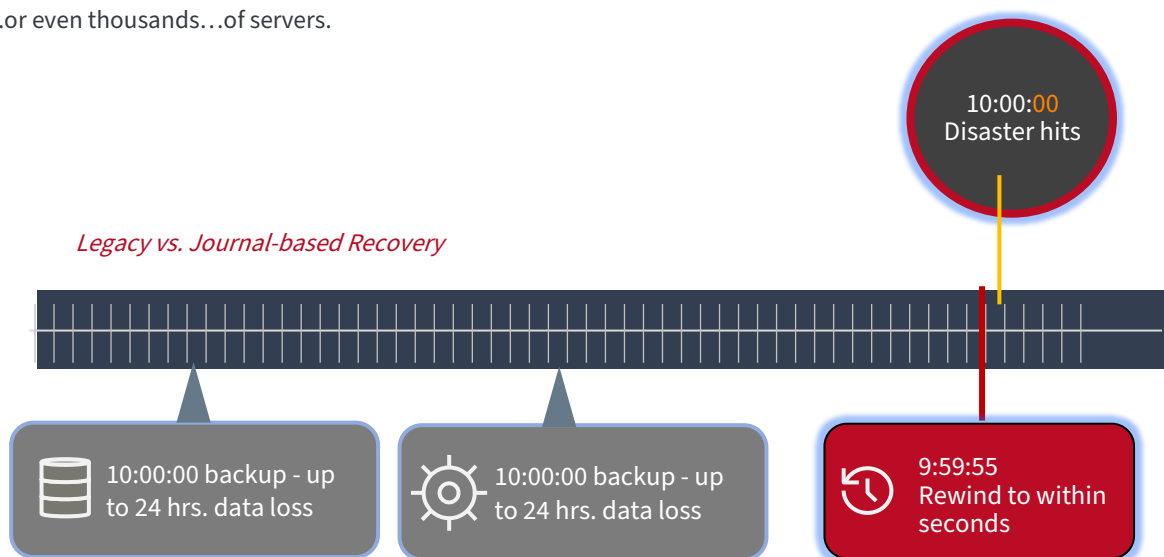 ..or even thousands…of servers.
10:00:00
Disaster hits
Legacy vs. Journal-based Recovery
10:00:00 backup - up
to 24 hrs. data loss
10:00:00 backup - up
to 24 hrs. data loss
9:59:55
Rewind to within
seconds